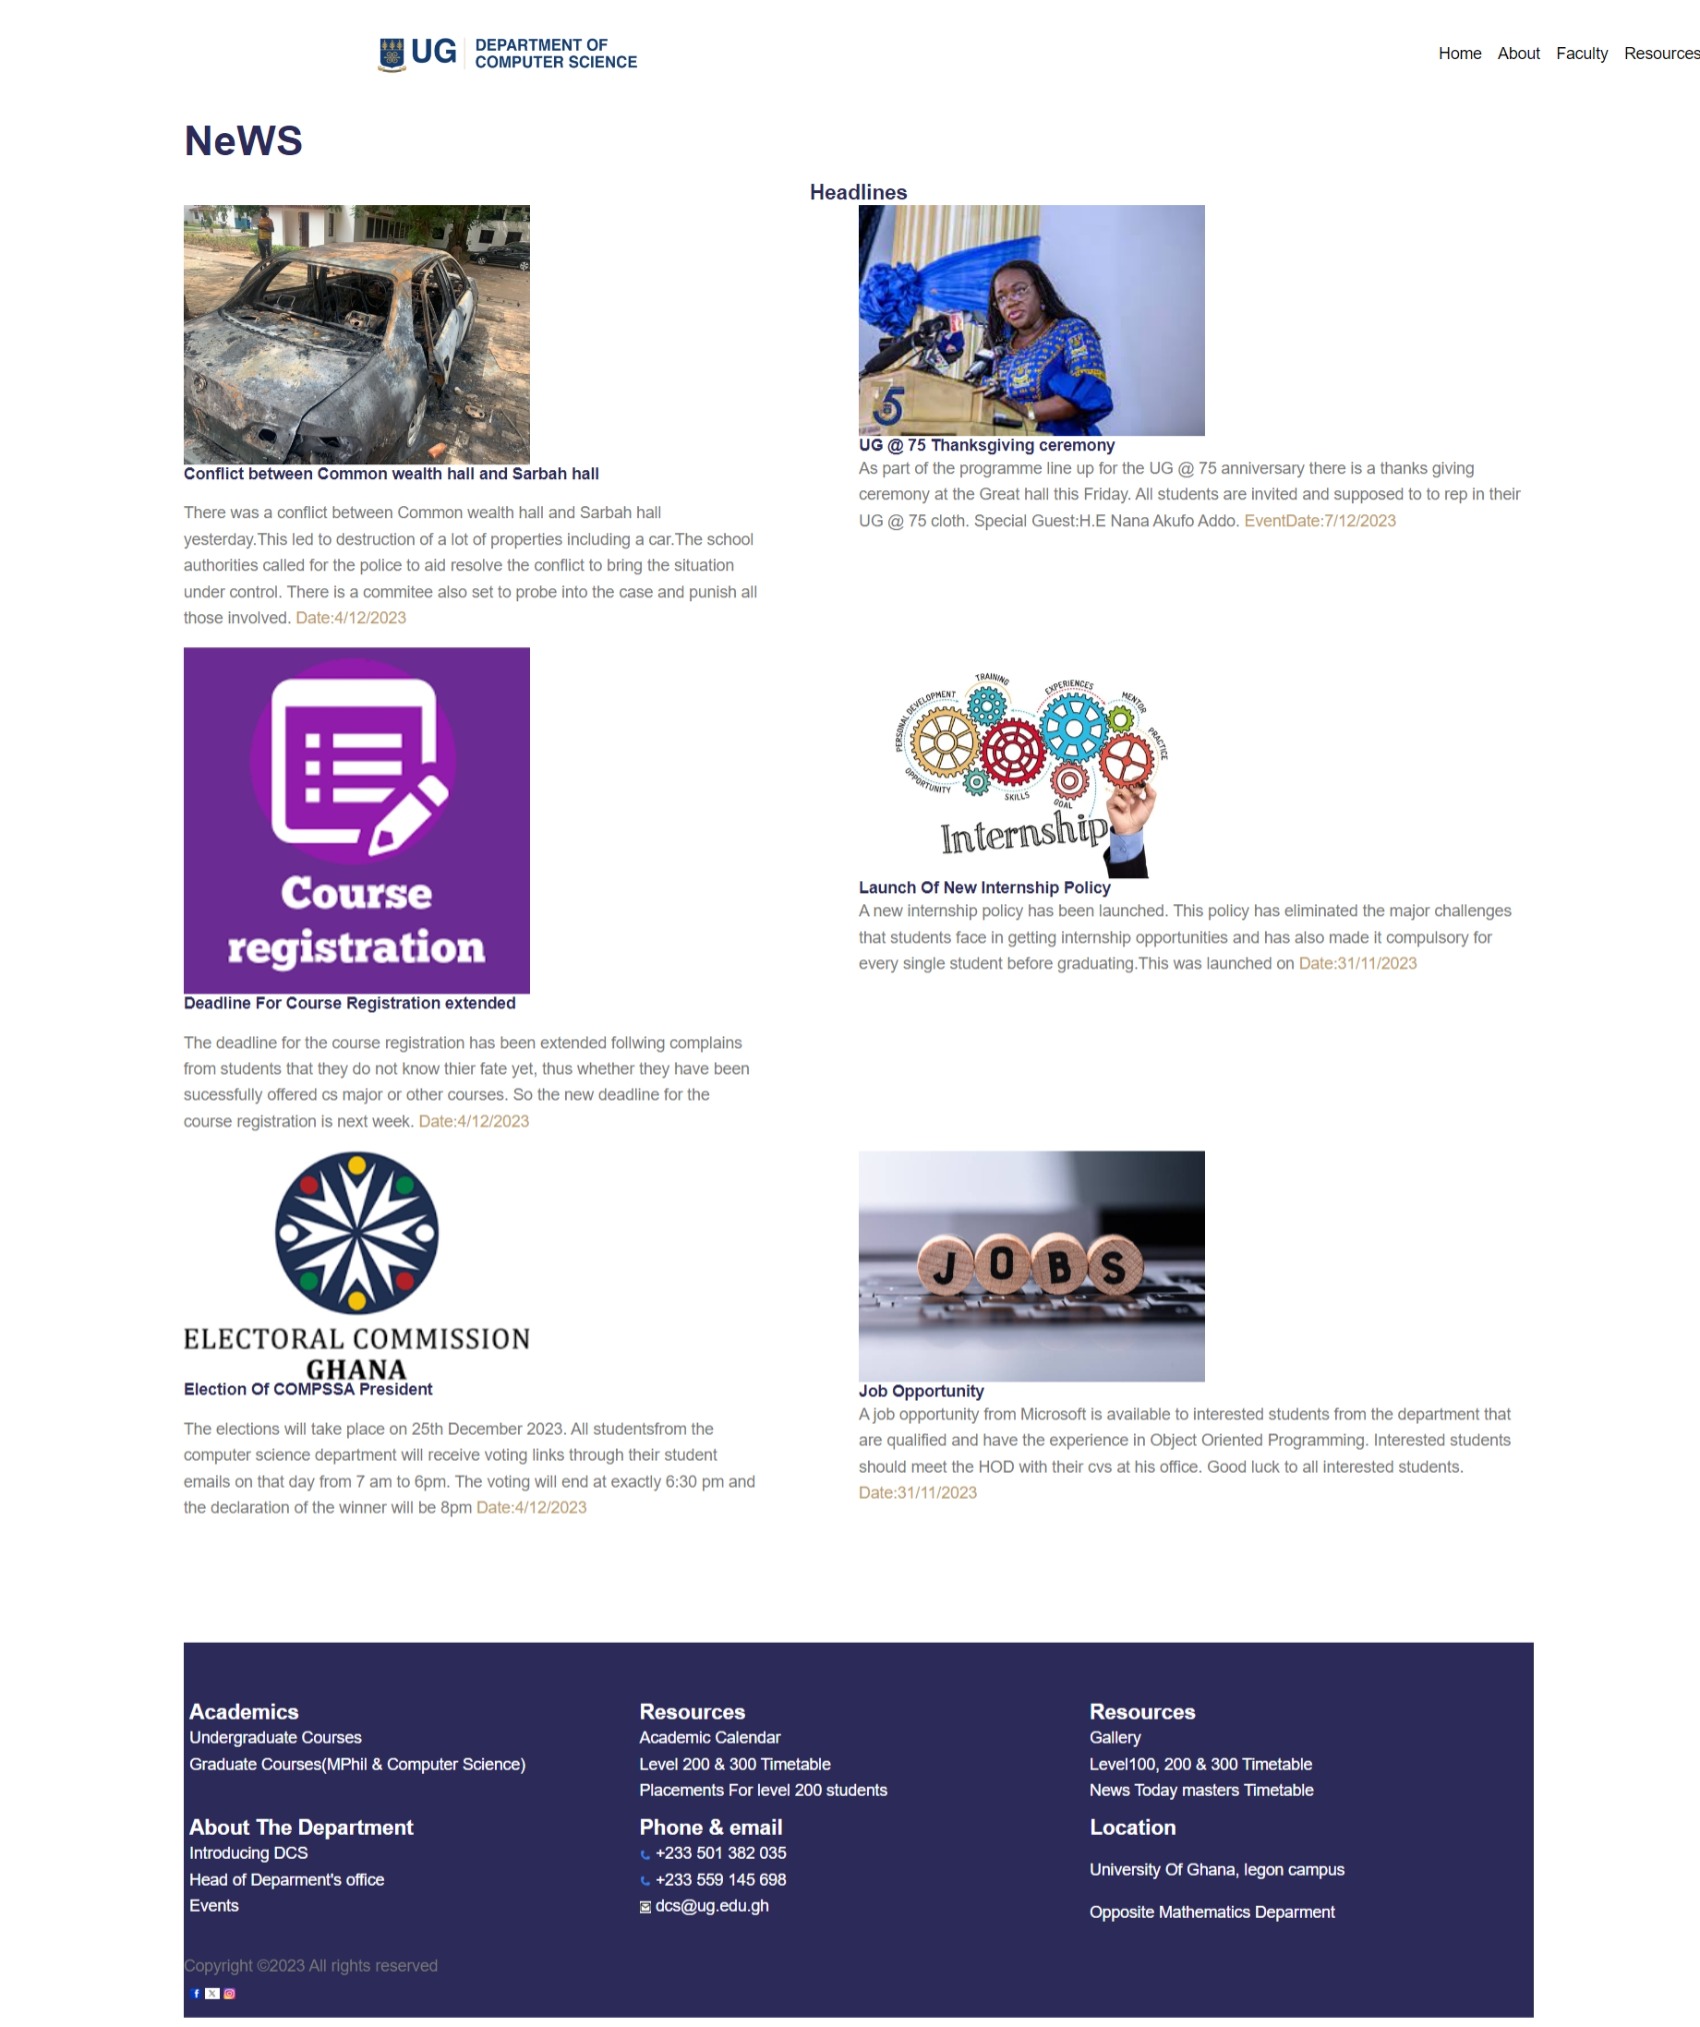 UG
DEPARTMENT OF
COMPUTER SCIENCE
Home About Faculty Resources
NeWS
Headlines
Conflict between Common wealth hall and Sarbah hall
There was a conflict between Common wealth hall and Sarbah hall
yesterday.This led to destruction of a lot of properties including a car.The school
authorities called for the police to aid resolve the conflict to bring the situation
under control. There is a commitee also set to probe into the case and punish all
those involved. Date:4/12/2023
75
UG @ 75 Thanksgiving ceremony
As part of the programme line up for the UG @ 75 anniversary there is a thanks giving
ceremony at the Great hall this Friday. All students are invited and supposed to to rep in their
UG @ 75 cloth. Special Guest:H.E Nana Akufo Addo. EventDate:7/12/2023
Course
registration
Deadline For Course Registration extended
The deadline for the course registration has been extended follwing complains
from students that they do not know thier fate yet, thus whether they have been
sucessfully offered cs major or other courses. So the new deadline for the
course registration is next week. Date:4/12/2023
PERSONAL DEVELOPMENT
TRAINING
EXPERIENCES
MENTOR
PRACTICE
OPPORTUNITY
SKILLS
GOAL
Internship
Launch Of New Internship Policy
A new internship policy has been launched. This policy has eliminated the major challenges
that students face in getting internship opportunities and has also made it compulsory for
every single student before graduating.This was launched on Date:31/11/2023
ELECTORAL COMMISSION
GHANA
Election Of COMPSSA President
The elections will take place on 25th December 2023. All studentsfrom the
computer science department will receive voting links through their student
emails on that day from 7 am to 6pm. The voting will end at exactly 6:30 pm and
the declaration of the winner will be 8pm Date:4/12/2023
JOBS
Job Opportunity
A job opportunity from Microsoft is available to interested students from the department that
are qualified and have the experience in Object Oriented Programming. Interested students
should meet the HOD with their cvs at his office. Good luck to all interested students.
Date:31/11/2023
Academics
Undergraduate Courses
Graduate Courses(MPhil & Computer Science)
Resources
Academic Calendar
Level 200 & 300 Timetable
Placements For level 200 students
Resources
Gallery
Level100, 200 & 300 Timetable
News Today masters Timetable
About The Department
Introducing DCS
Head of Deparment's office
Events
Phone & email
+233 501 382 035
+233 559 145 698
dcs@ug.edu.gh
Location
University Of Ghana, legon campus
Opposite Mathematics Deparment
Copyright ©2023 All rights reserved